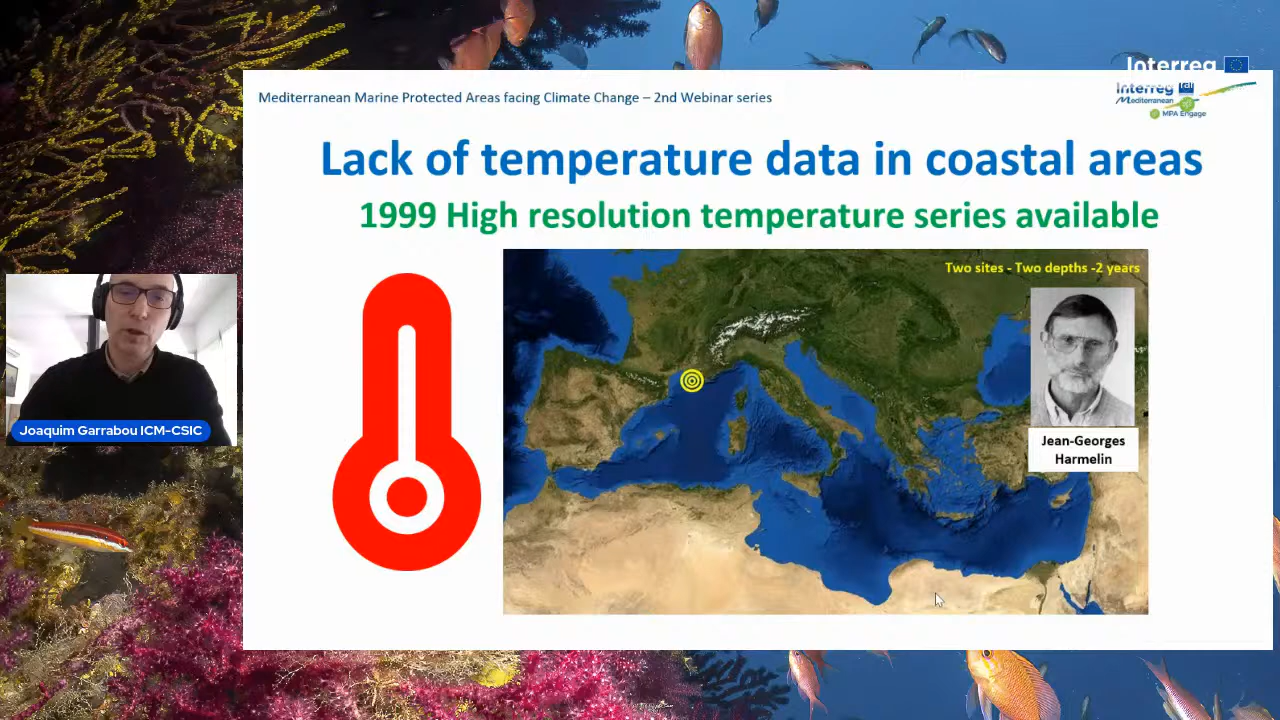 Interreg
Mediterranean Marine Protected Areas facing Climate Change – 2nd Webinar series
Interreg
Mediterranean
MPA Engage
Lack of temperature data in coastal areas
1999 High resolution temperature series available
Two sites - Two depths -2 years
Jean-Georges
Harmelin
Joaquim Garrabou ICM-CSIC